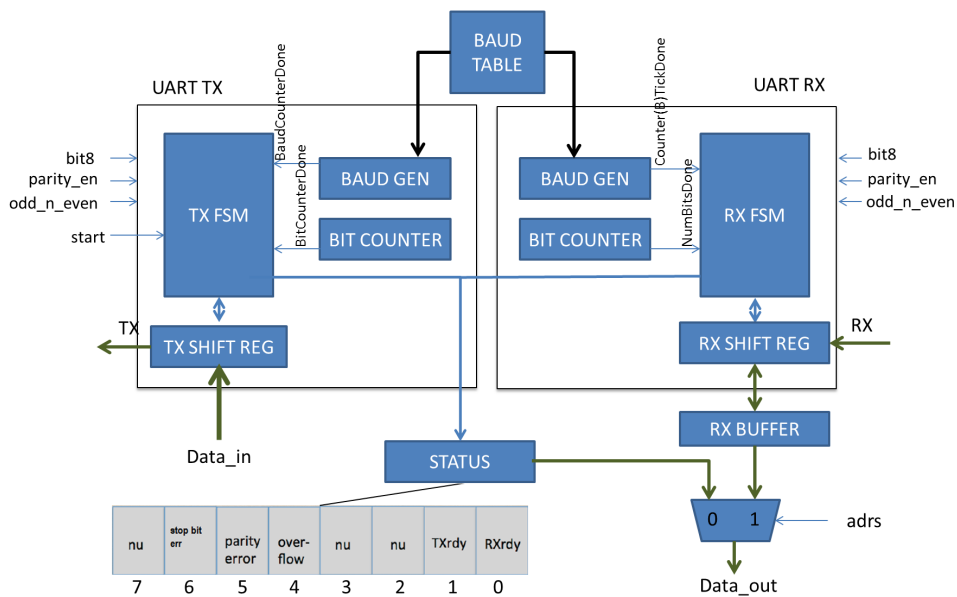 BAUD
TABLE
UART TX
UART RX
BaudCounterDone
Counter(B)TickDone
bit8
parity_en
odd_n_even
start
TX FSM
BAUD GEN
BitCounterDone
BIT COUNTER
BAUD GEN
BIT COUNTER
NumBitsDone
RX FSM
bit8
parity_en
odd_n_even
TX
TX SHIFT REG
RX SHIFT REG
RX
Data_in
RX BUFFER
STATUS
0 1
adrs
Data_out
nu
stop bit
err
parity
error
over-
flow
nu
nu
TXrdy
RXrdy
7 6 5 4 3 2 1 0